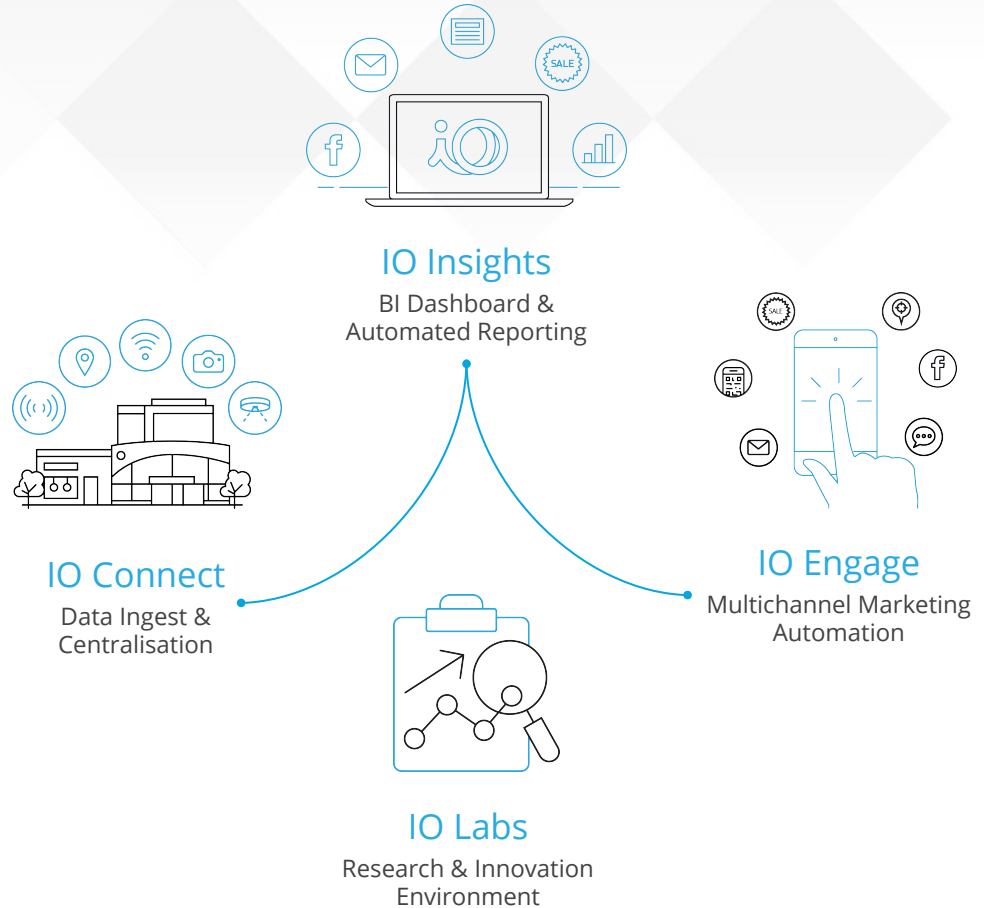 SALE
iO
IO Insights
BI Dashboard &
Automated Reporting
SALE
IO Connect
Data Ingest &
Centralisation
IO Engage
Multichannel Marketing
Automation
IO Labs
Research & Innovation
Environment